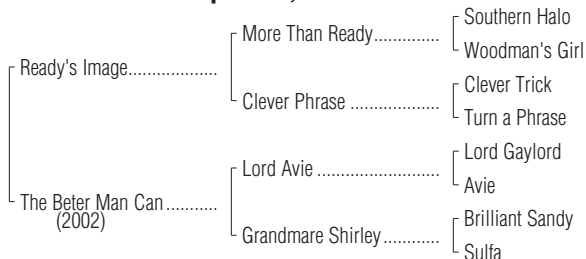 Southern Halo
More Than Ready..............
Woodman's Girl
Ready's Image...................
Clever Trick
Clever Phrase ...................
Turn a Phrase
Lord Gaylord
Lord Avie ..........................
Avie
The Beter Man Can...........
(2002)
Brilliant Sandy
Grandmare Shirley............
Sulfa